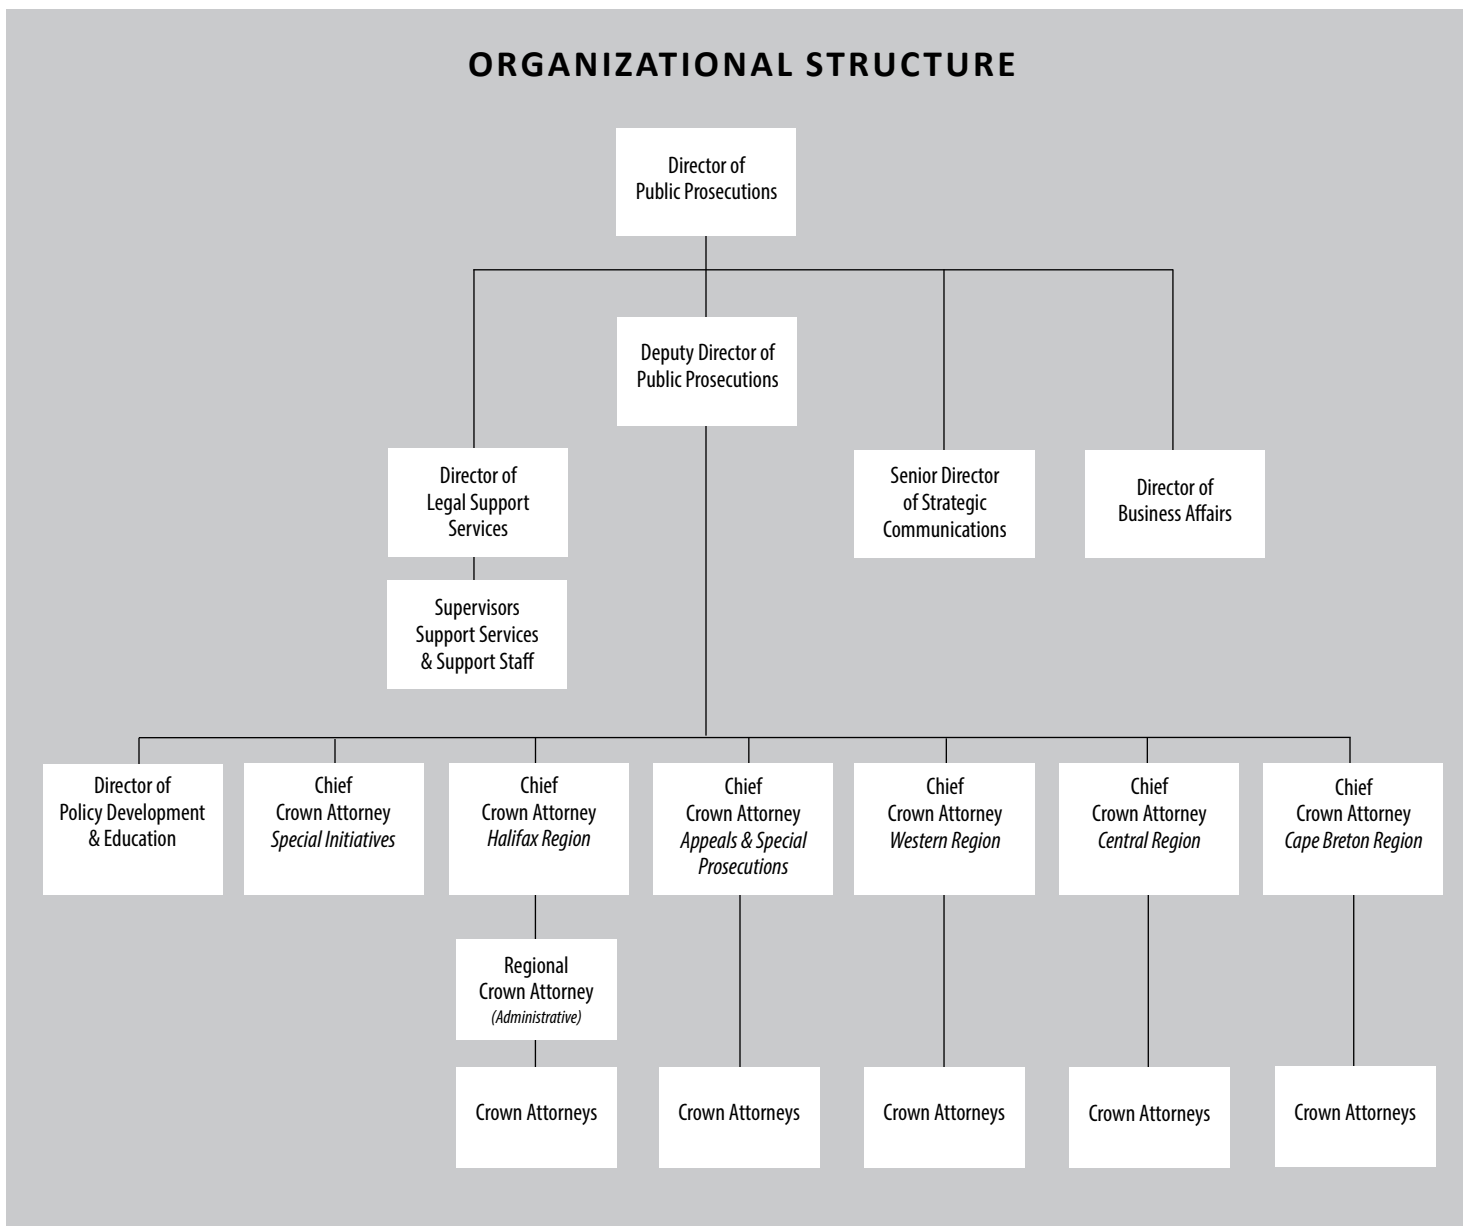 ORGANIZATIONAL STRUCTURE
Director of
Public Prosecutions
Deputy Director of
Public Prosecutions
Director of
Legal Support
Services
Senior Director
of Strategic
Communications
Director of
Business Affairs
Supervisors
Support Services
& Support Staff
Director of
Policy Development
& Education
Chief
Crown Attorney
Special Initiatives
Chief
Crown Attorney
Halifax Region
Chief
Crown Attorney
Appeals & Special
Prosecutions
Chief
Crown Attorney
Western Region
Chief
Crown Attorney
Central Region
Chief
Crown Attorney
Cape Breton Region
Regional
Crown Attorney
(Administrative)
Crown Attorneys
Crown Attorneys
Crown Attorneys
Crown Attorneys
Crown Attorneys